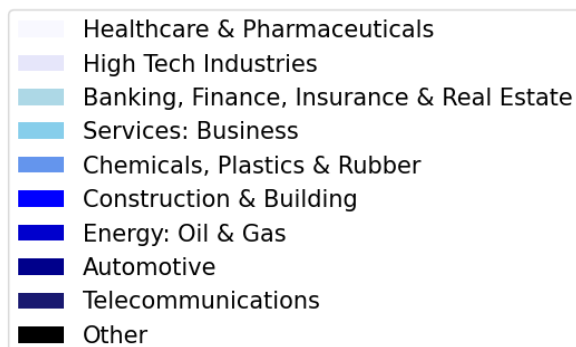 Healthcare & Pharmaceuticals
High Tech Industries
Banking, Finance, Insurance & Real Estate
Services: Business
Chemicals, Plastics & Rubber
Construction & Building
Energy: Oil & Gas
Automotive
Telecommunications
Other